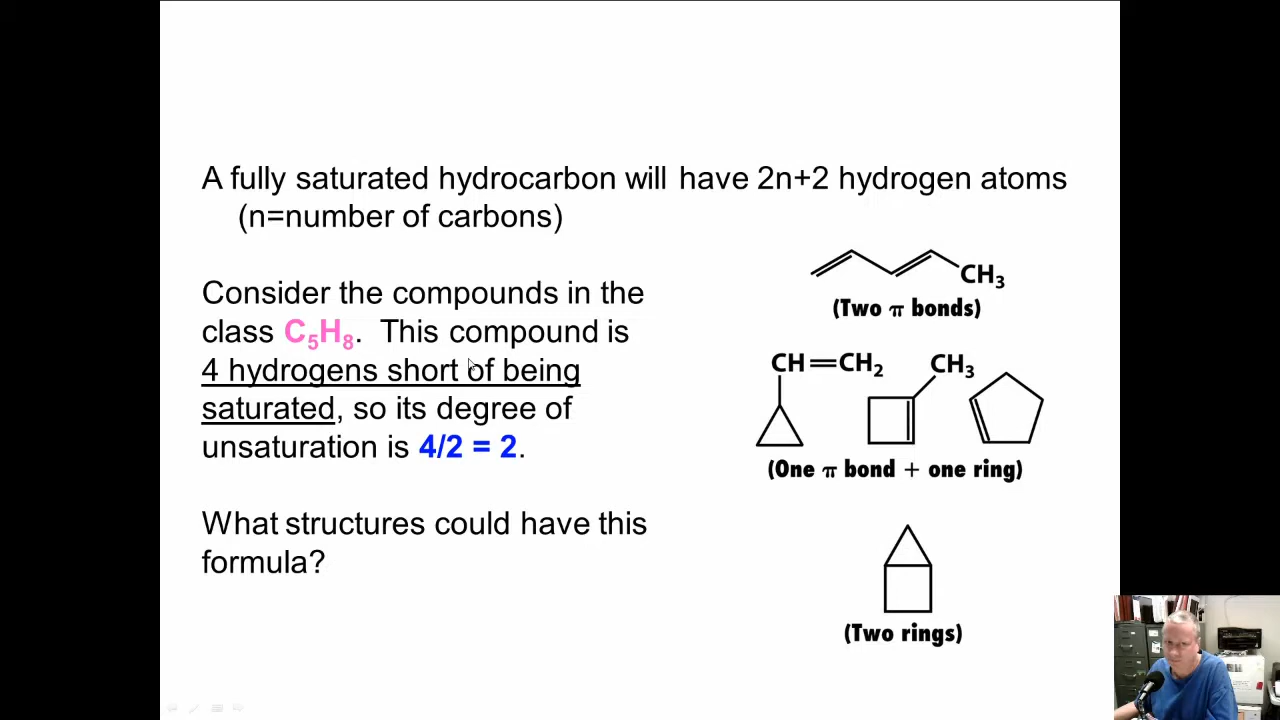 A fully saturated hydrocarbon will have 2n+2 hydrogen atoms
(n=number of carbons)
Consider the compounds in the
class C₅H₈. This compound is
4 hydrogens short of being
saturated, so its degree of
unsaturation is 4/2 = 2.
What structures could have this
formula?
CH₃
(Two π bonds)
CH=CH₂ CH₃
(One π bond + one ring)
(Two rings)